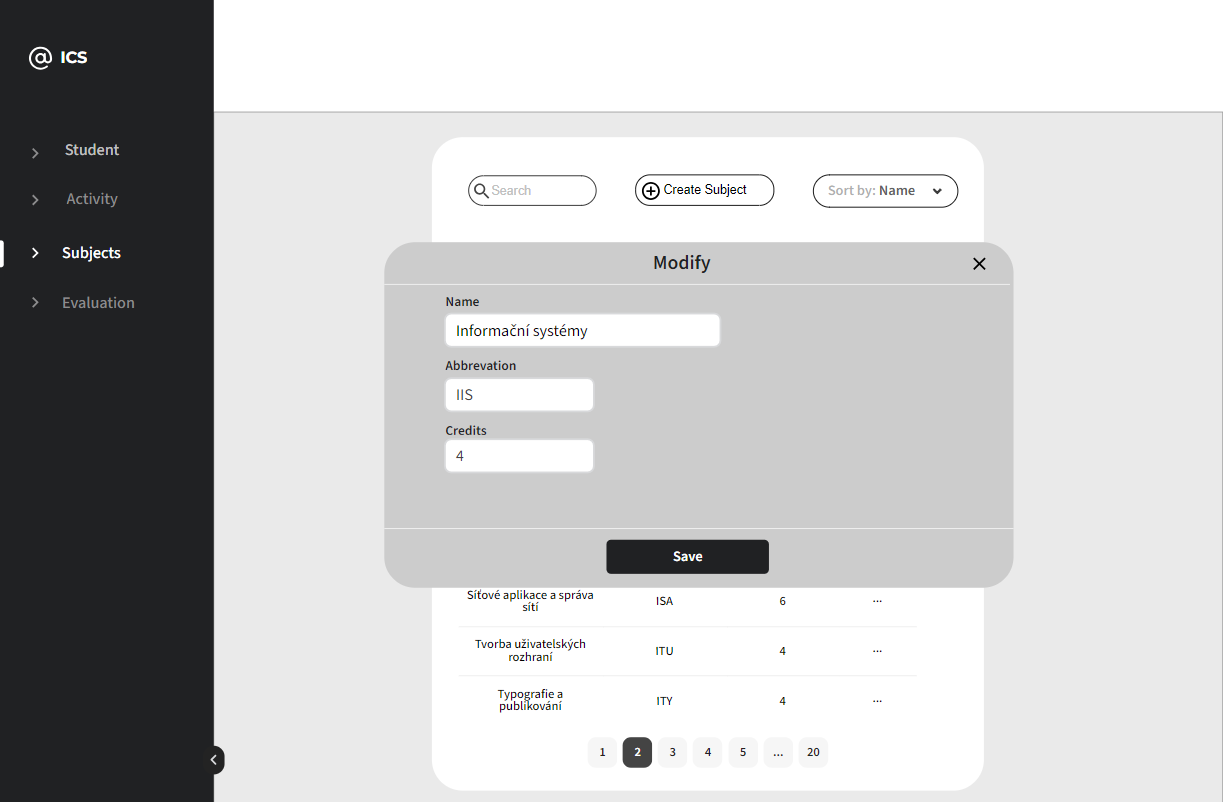 @ ICS
Student
Activity
Subjects
Evaluation
Search
Create Subject
Sort by: Name
Modify
Name
Informační systémy
Abbrevation
IIS
Credits
4
Save
Síťové aplikace a správa
sítí
ISA
6
...
Tvorba uživatelských
rozhraní
ITU
4
...
Typografie a
publikování
ITY
4
...
1 2 3 4 5 ... 20